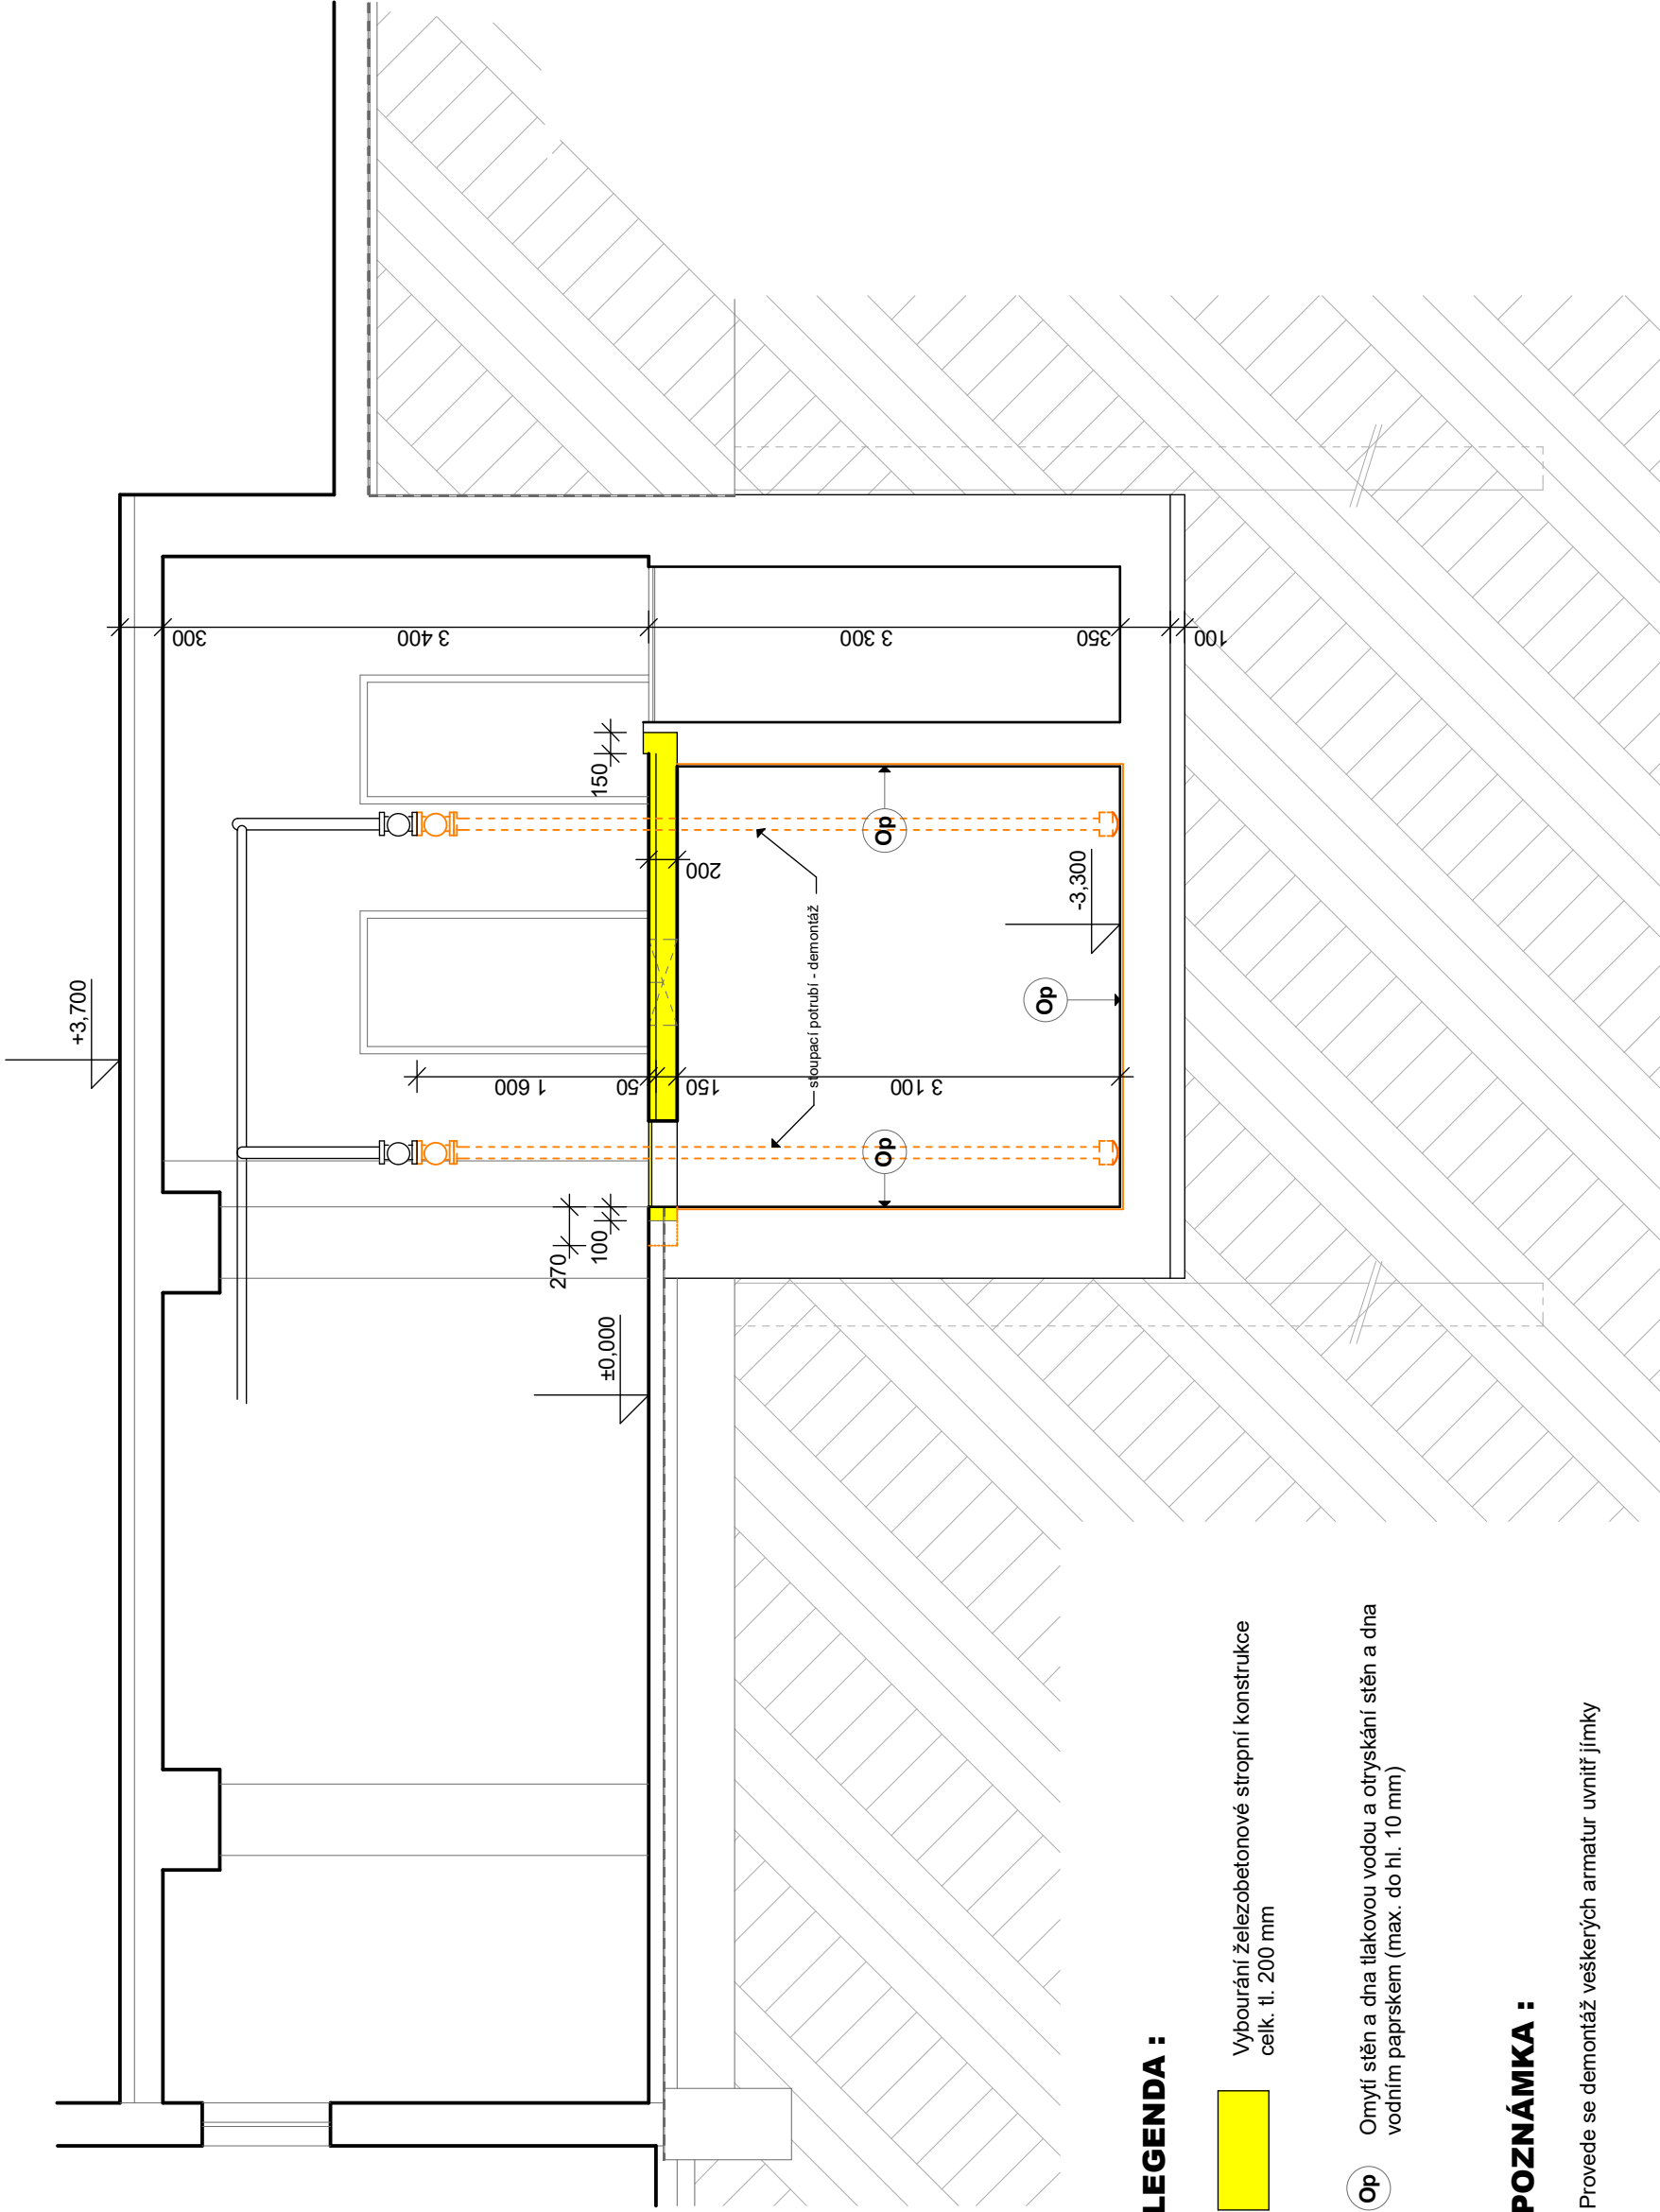 +3,700
300
3 400
3 300
350
100
150
200
1 600
50
150
3 100
270
100
±0,000
-3,300
stoupací potrubí - demontáž
Op
Op
Op
LEGENDA :
Vybourání železobetonové stropní konstrukce
celk. tl. 200 mm
Op
Omytí stěn a dna tlakovou vodou a otryskání stěn a dna
vodním paprskem (max. do hl. 10 mm)
POZNÁMKA :
Provede se demontáž veškerých armatur uvnitř jímky